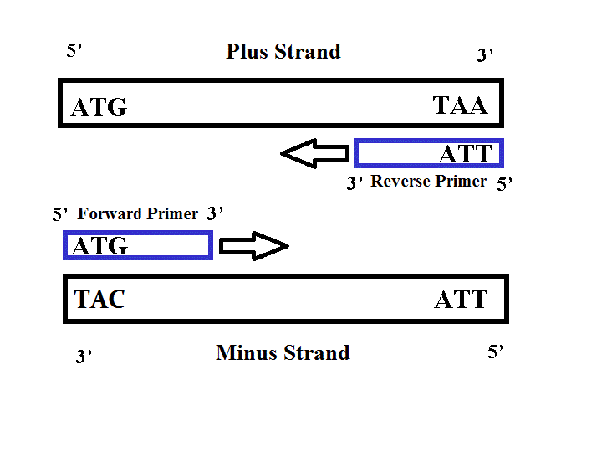 5' Plus Strand 3'
ATG TAA
ATT
3' Reverse Primer 5'
5' Forward Primer 3'
ATG
TAC ATT
3' Minus Strand 5'